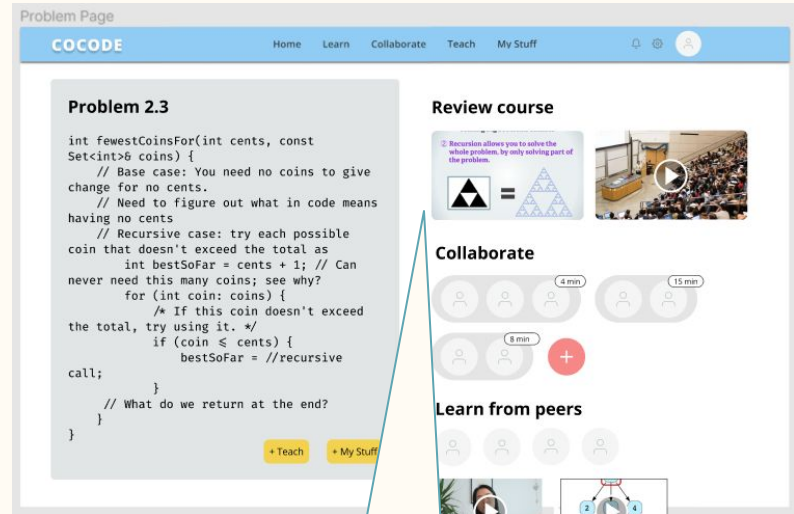 Problem Page
COCODE
Home Learn Collaborate Teach My Stuff
Problem 2.3
int fewestCoinsFor(int cents, const
Set<int>& coins) {
// Base case: You need no coins to give
change for no cents.
// Need to figure out what in code means
having no cents
// Recursive case: try each possible
coin that doesn't exceed the total as
int bestSoFar = cents + 1; // Can
never need this many coins; see why?
for (int coin: coins) {
/* If this coin doesn't exceed
the total, try using it. */
if (coin ≤ cents) {
bestSoFar = //recursive
call;
}
// What do we return at the end?
}
}
+ Teach + My Stuff
Review course
② Recursion allows you to solve the
whole problem, by only solving part of
the problem.
=
Collaborate
4 min
15 min
8 min
+
Learn from peers
2 4